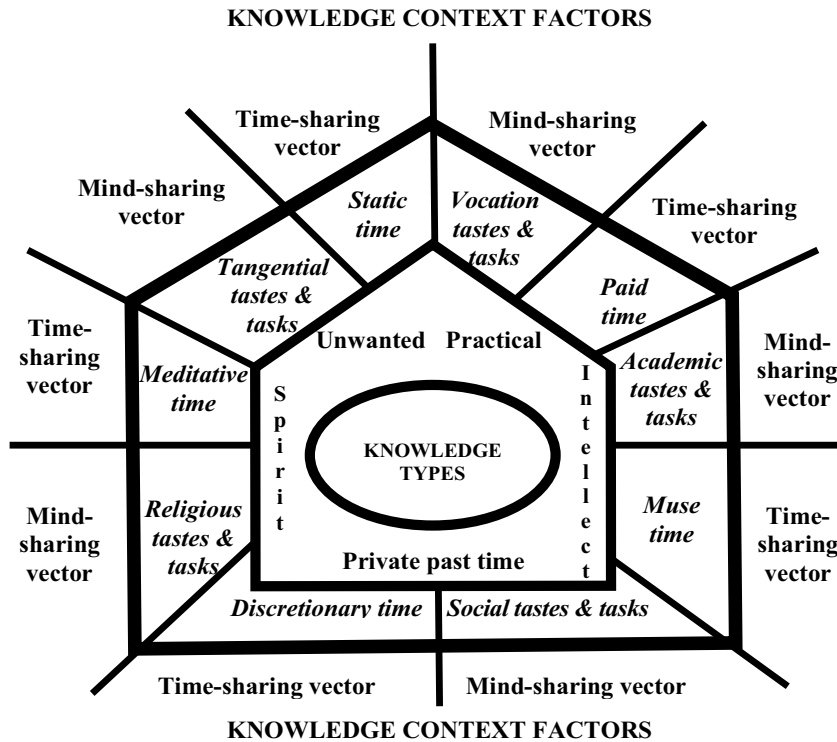 KNOWLEDGE CONTEXT FACTORS
Time-sharing
vector
Mind-sharing
vector
Mind-sharing
vector
Static
time
Vocation
tastes &
tasks
Time-sharing
vector
Tangential
tastes &
tasks
Paid
time
Time-
sharing
vector
Meditative
time
Unwanted Practical
Academic
tastes &
tasks
Mind-
sharing
vector
Spirit
KNOWLEDGE
TYPES
Intellect
Mind-
sharing
vector
Religious
tastes &
tasks
Muse
time
Time-
sharing
vector
Private past time
Discretionary time
Social tastes & tasks
Time-sharing vector
Mind-sharing vector
KNOWLEDGE CONTEXT FACTORS